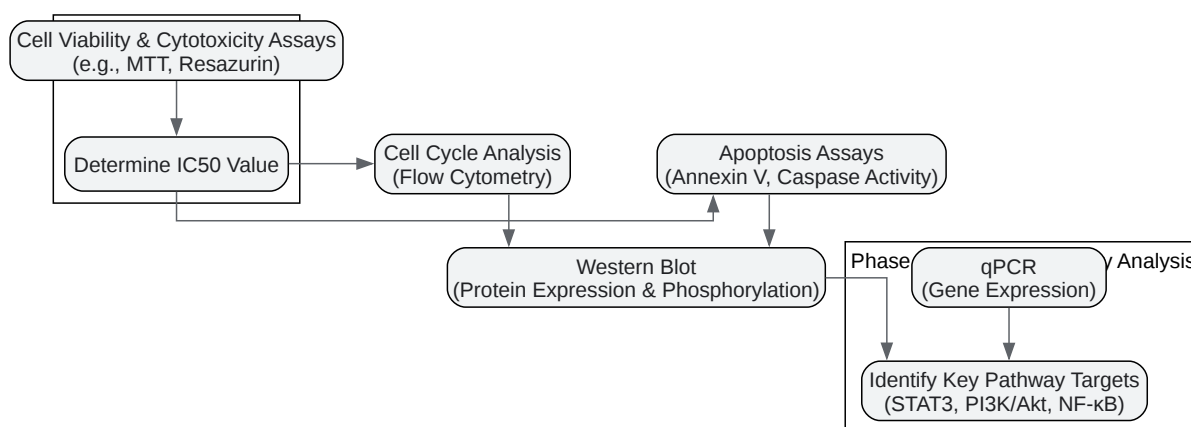 Cell Viability & Cytotoxicity Assays
(e.g., MTT, Resazurin)
Determine IC50 Value
Cell Cycle Analysis
(Flow Cytometry)
Apoptosis Assays
(Annexin V, Caspase Activity)
Western Blot
(Protein Expression & Phosphorylation)
Phase
Analysis
qPCR
(Gene Expression)
Identify Key Pathway Targets
(STAT3, PI3K/Akt, NF-κB)